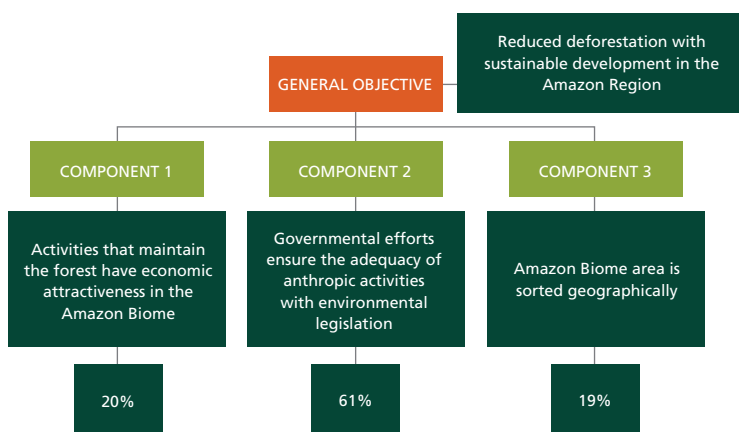 Reduced deforestation with
sustainable development in the
Amazon Region
GENERAL OBJECTIVE
COMPONENT 1
COMPONENT 2
COMPONENT 3
Activities that maintain
the forest have economic
attractiveness in the
Amazon Biome
Governmental efforts
ensure the adequacy of
anthropic activities
with environmental
legislation
Amazon Biome area is
sorted geographically
20%
61%
19%